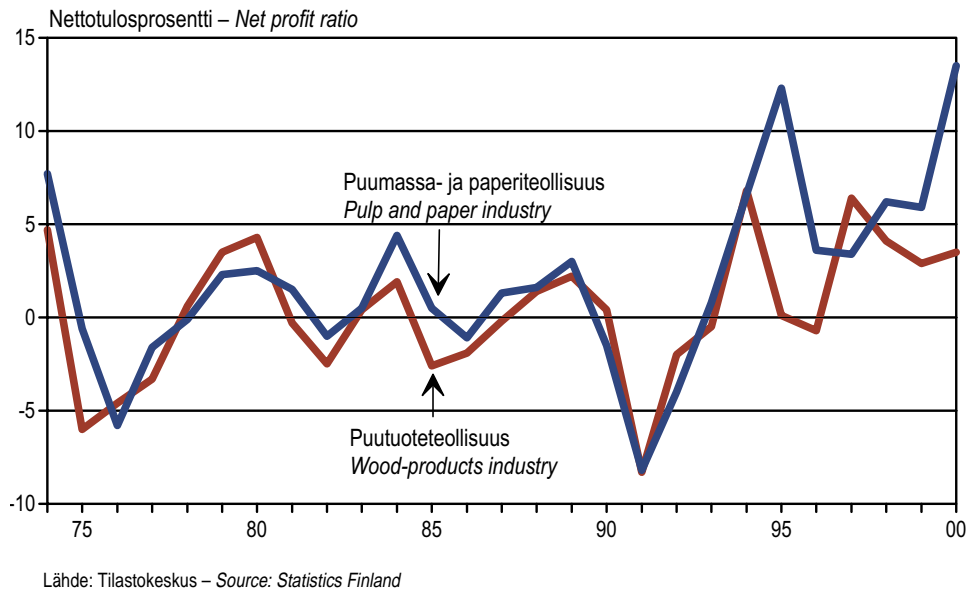 Nettotulosprosentti – Net profit ratio
15
10
5
0
-5
-10
Puumassa- ja paperiteollisuus
Pulp and paper industry
Puutuoteteollisuus
Wood-products industry
75 80 85 90 95 00
Lähde: Tilastokeskus – Source: Statistics Finland